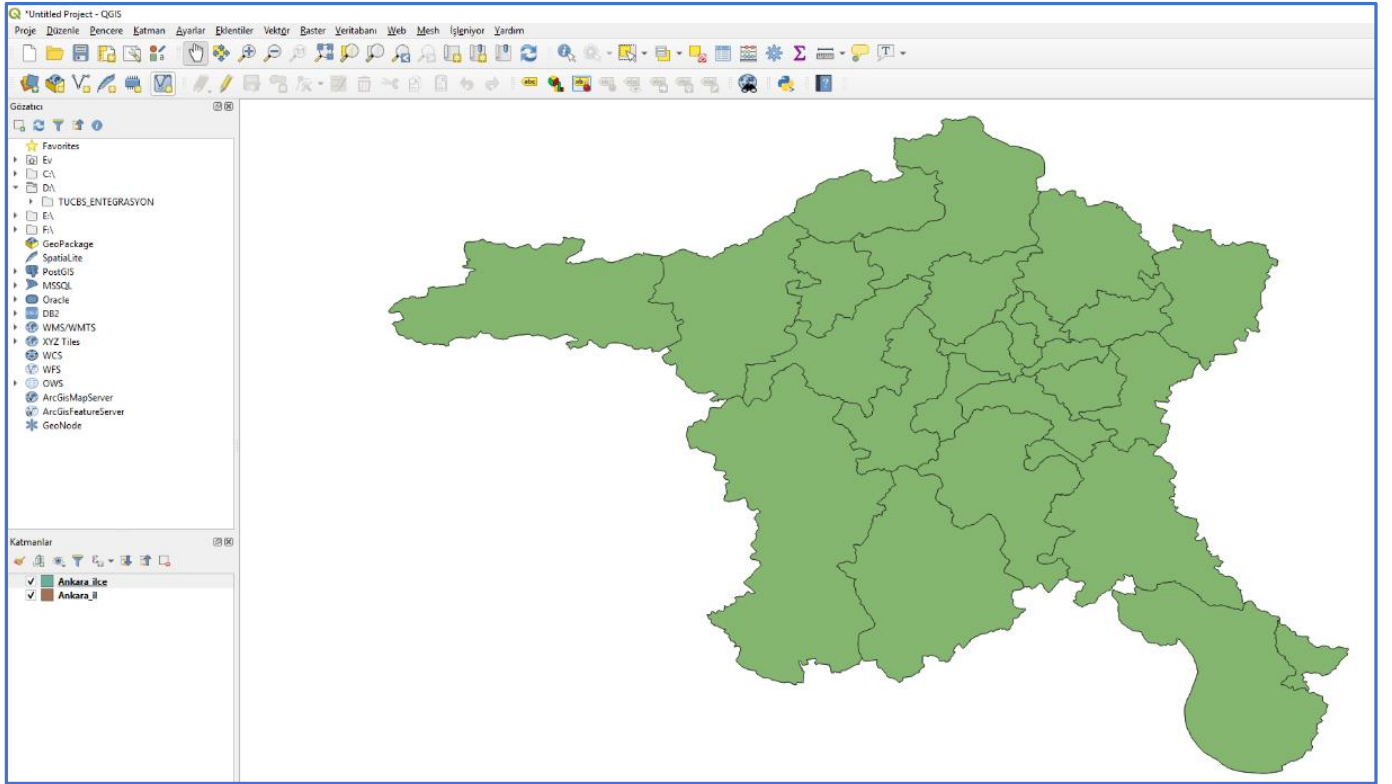 *Untitled Project - QGIS
Proje Düzenle Pencere Katman Ayarlar Eklentiler Vektör Raster Veritabanı Web Mesh İşleniyor Yardım
Gözatıcı
Favorites
Ev
C:\
D:\
TUCBS_ENTEGRASYON
E:\
F:\
GeoPackage
SpatiaLite
PostGIS
MSSQL
Oracle
DB2
WMS/WMTS
XYZ Tiles
WCS
WFS
OWS
ArcGisMapServer
ArcGisFeatureServer
GeoNode
Katmanlar
Ankara_ilce
Ankara_il